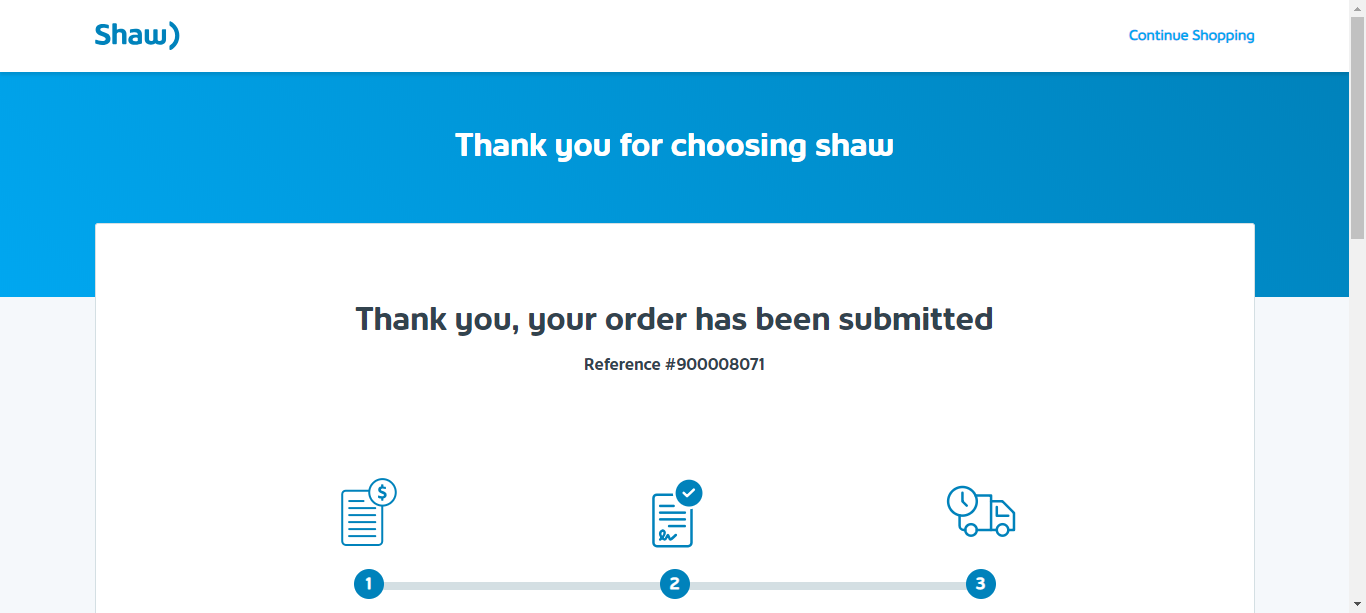 Shaw)
Continue Shopping
Thank you for choosing shaw
Thank you, your order has been submitted
Reference #900008071
$
1
2
3